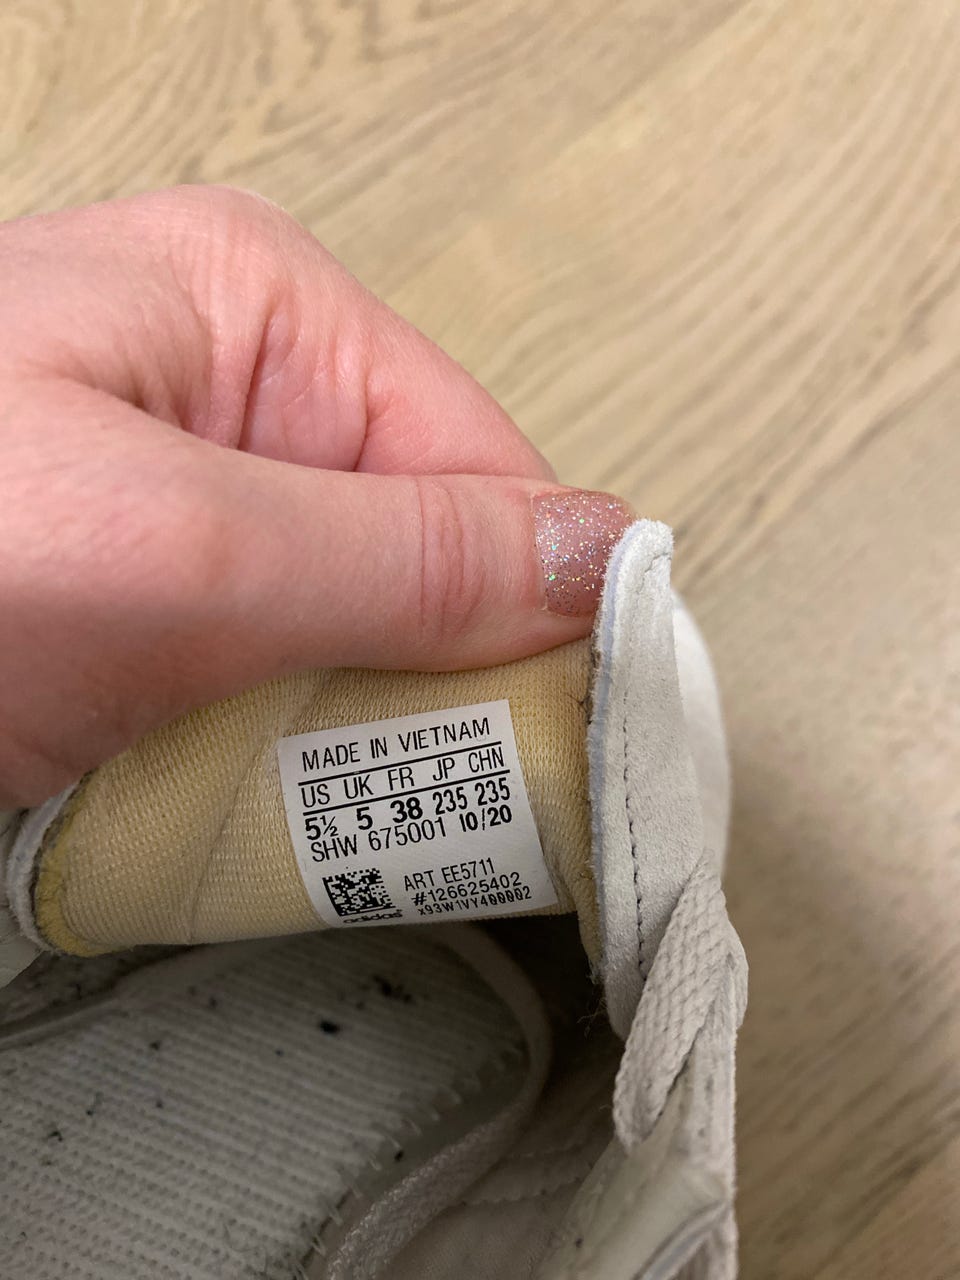 MADE IN VIETNAM
US UK FR JP CHN
5½ 5 38 235 235
SHW 675001 10/20
ART EE5711
#126625402
x93W1VY400002
adidas